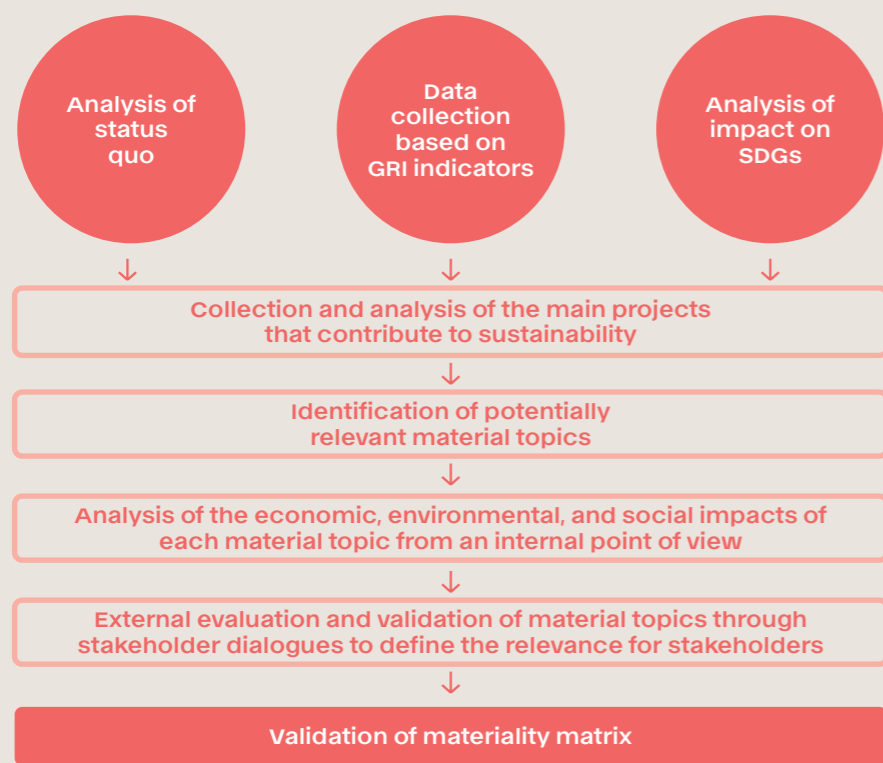 Analysis of
status
quo
Data
collection
based on
GRI indicators
Analysis of
impact on
SDGs
Collection and analysis of the main projects
that contribute to sustainability
Identification of potentially
relevant material topics
Analysis of the economic, environmental, and social impacts of
each material topic from an internal point of view
External evaluation and validation of material topics through
stakeholder dialogues to define the relevance for stakeholders
Validation of materiality matrix